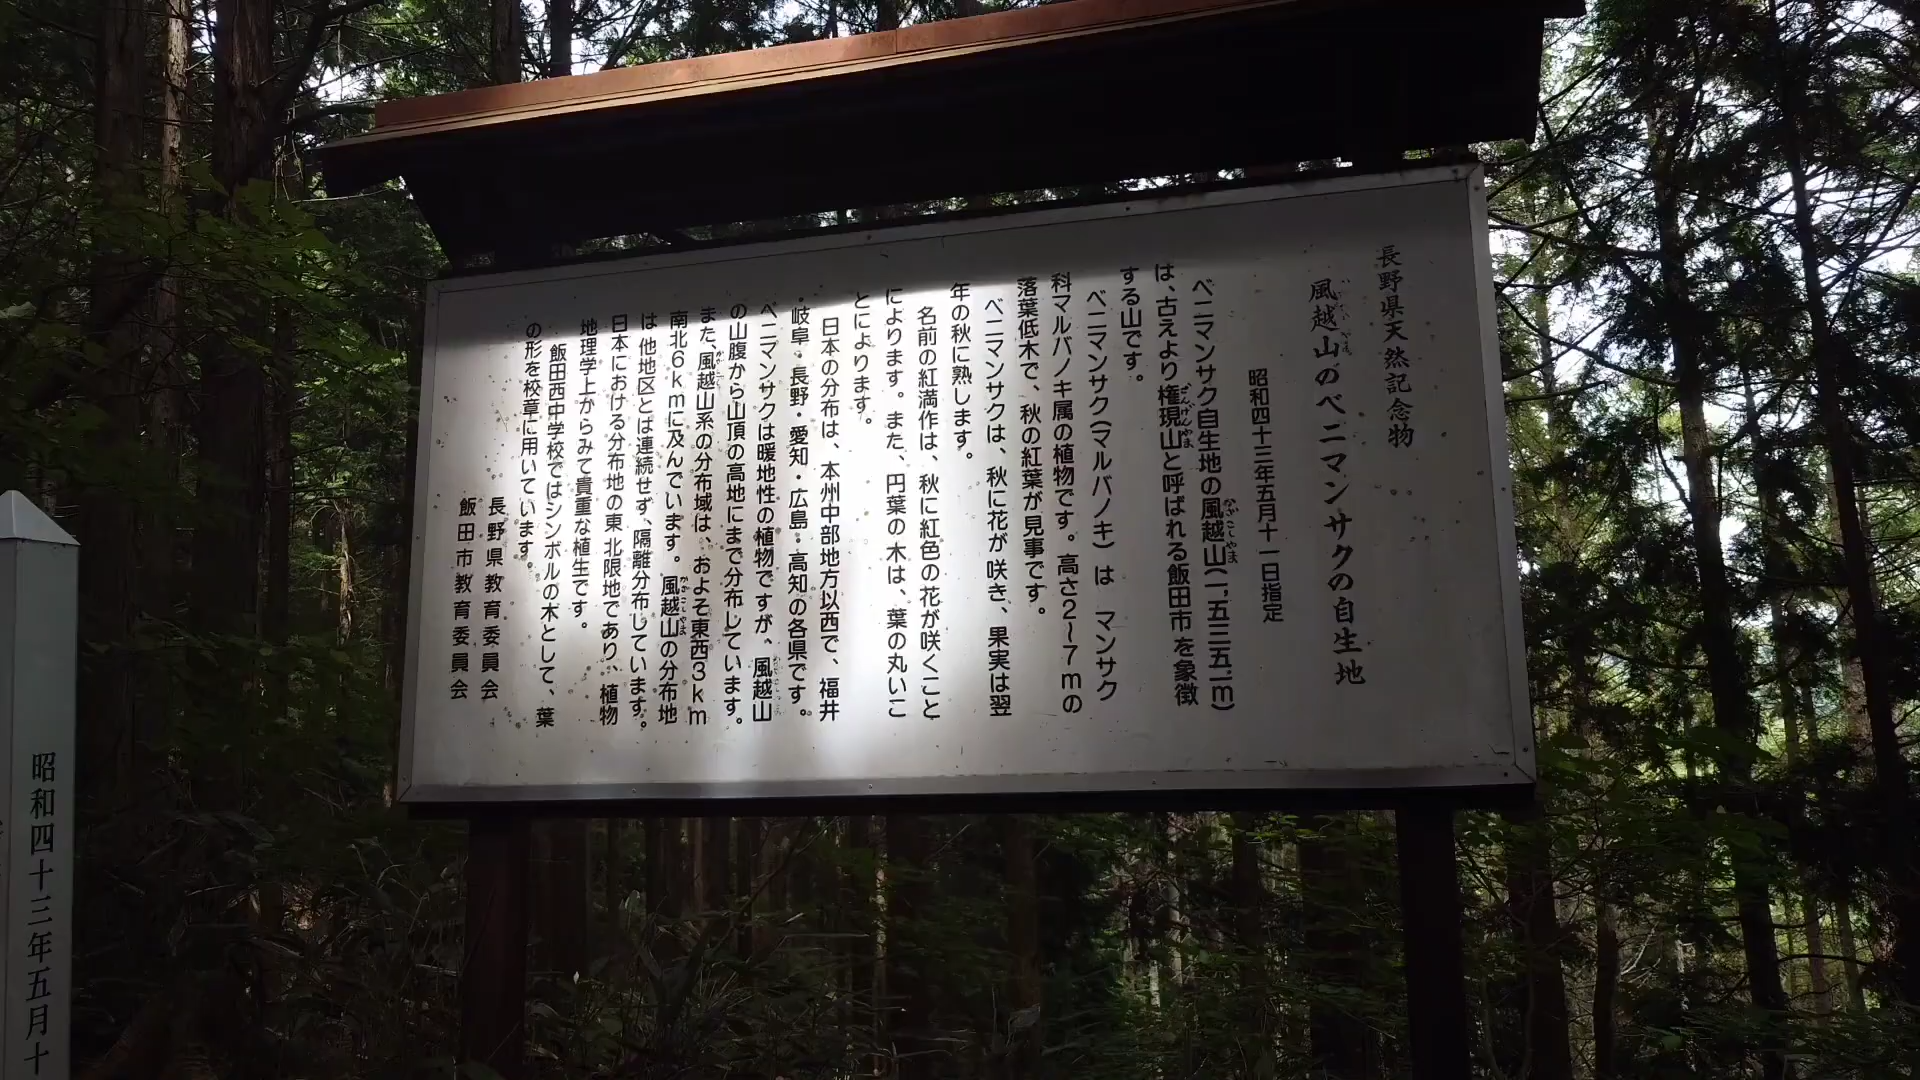 長野県天然記念物
風越山のベニマンサクの自生地
昭和四十三年五月十一日指定
ベニマンサク自生地の風越山(一,五三五,一m)
は、古えより権現山と呼ばれる飯田市を象徴
する山です。
ベニマンサク(マルバノキ)は マンサク
科マルバノキ属の植物です。高さ2〜7mの
落葉低木で、秋の紅葉が見事です。
ベニマンサクは、秋に花が咲き、果実は翌
年の秋に熟します。
名前の紅満作は、秋に紅色の花が咲くこと
によります。また、円葉の木は、葉の丸いこ
とによります。
日本の分布は、本州中部地方以西で、福井
・岐阜・長野・愛知・広島・高知の各県です。
ベニマンサクは暖地性の植物ですが、風越山
の山腹から山頂の高地にまで分布しています。
また、風越山系の分布域は、およそ東西3km
南北6kmに及んでいます。風越山の分布地
は他地区とは連続せず、隔離分布しています。
日本における分布地の東北限地であり、植物
地理学上からみて貴重な植生です。
飯田西中学校ではシンボルの木として、葉
の形を校章に用いています。
長野県教育委員会
飯田市教育委員会
昭和四十三年五月十